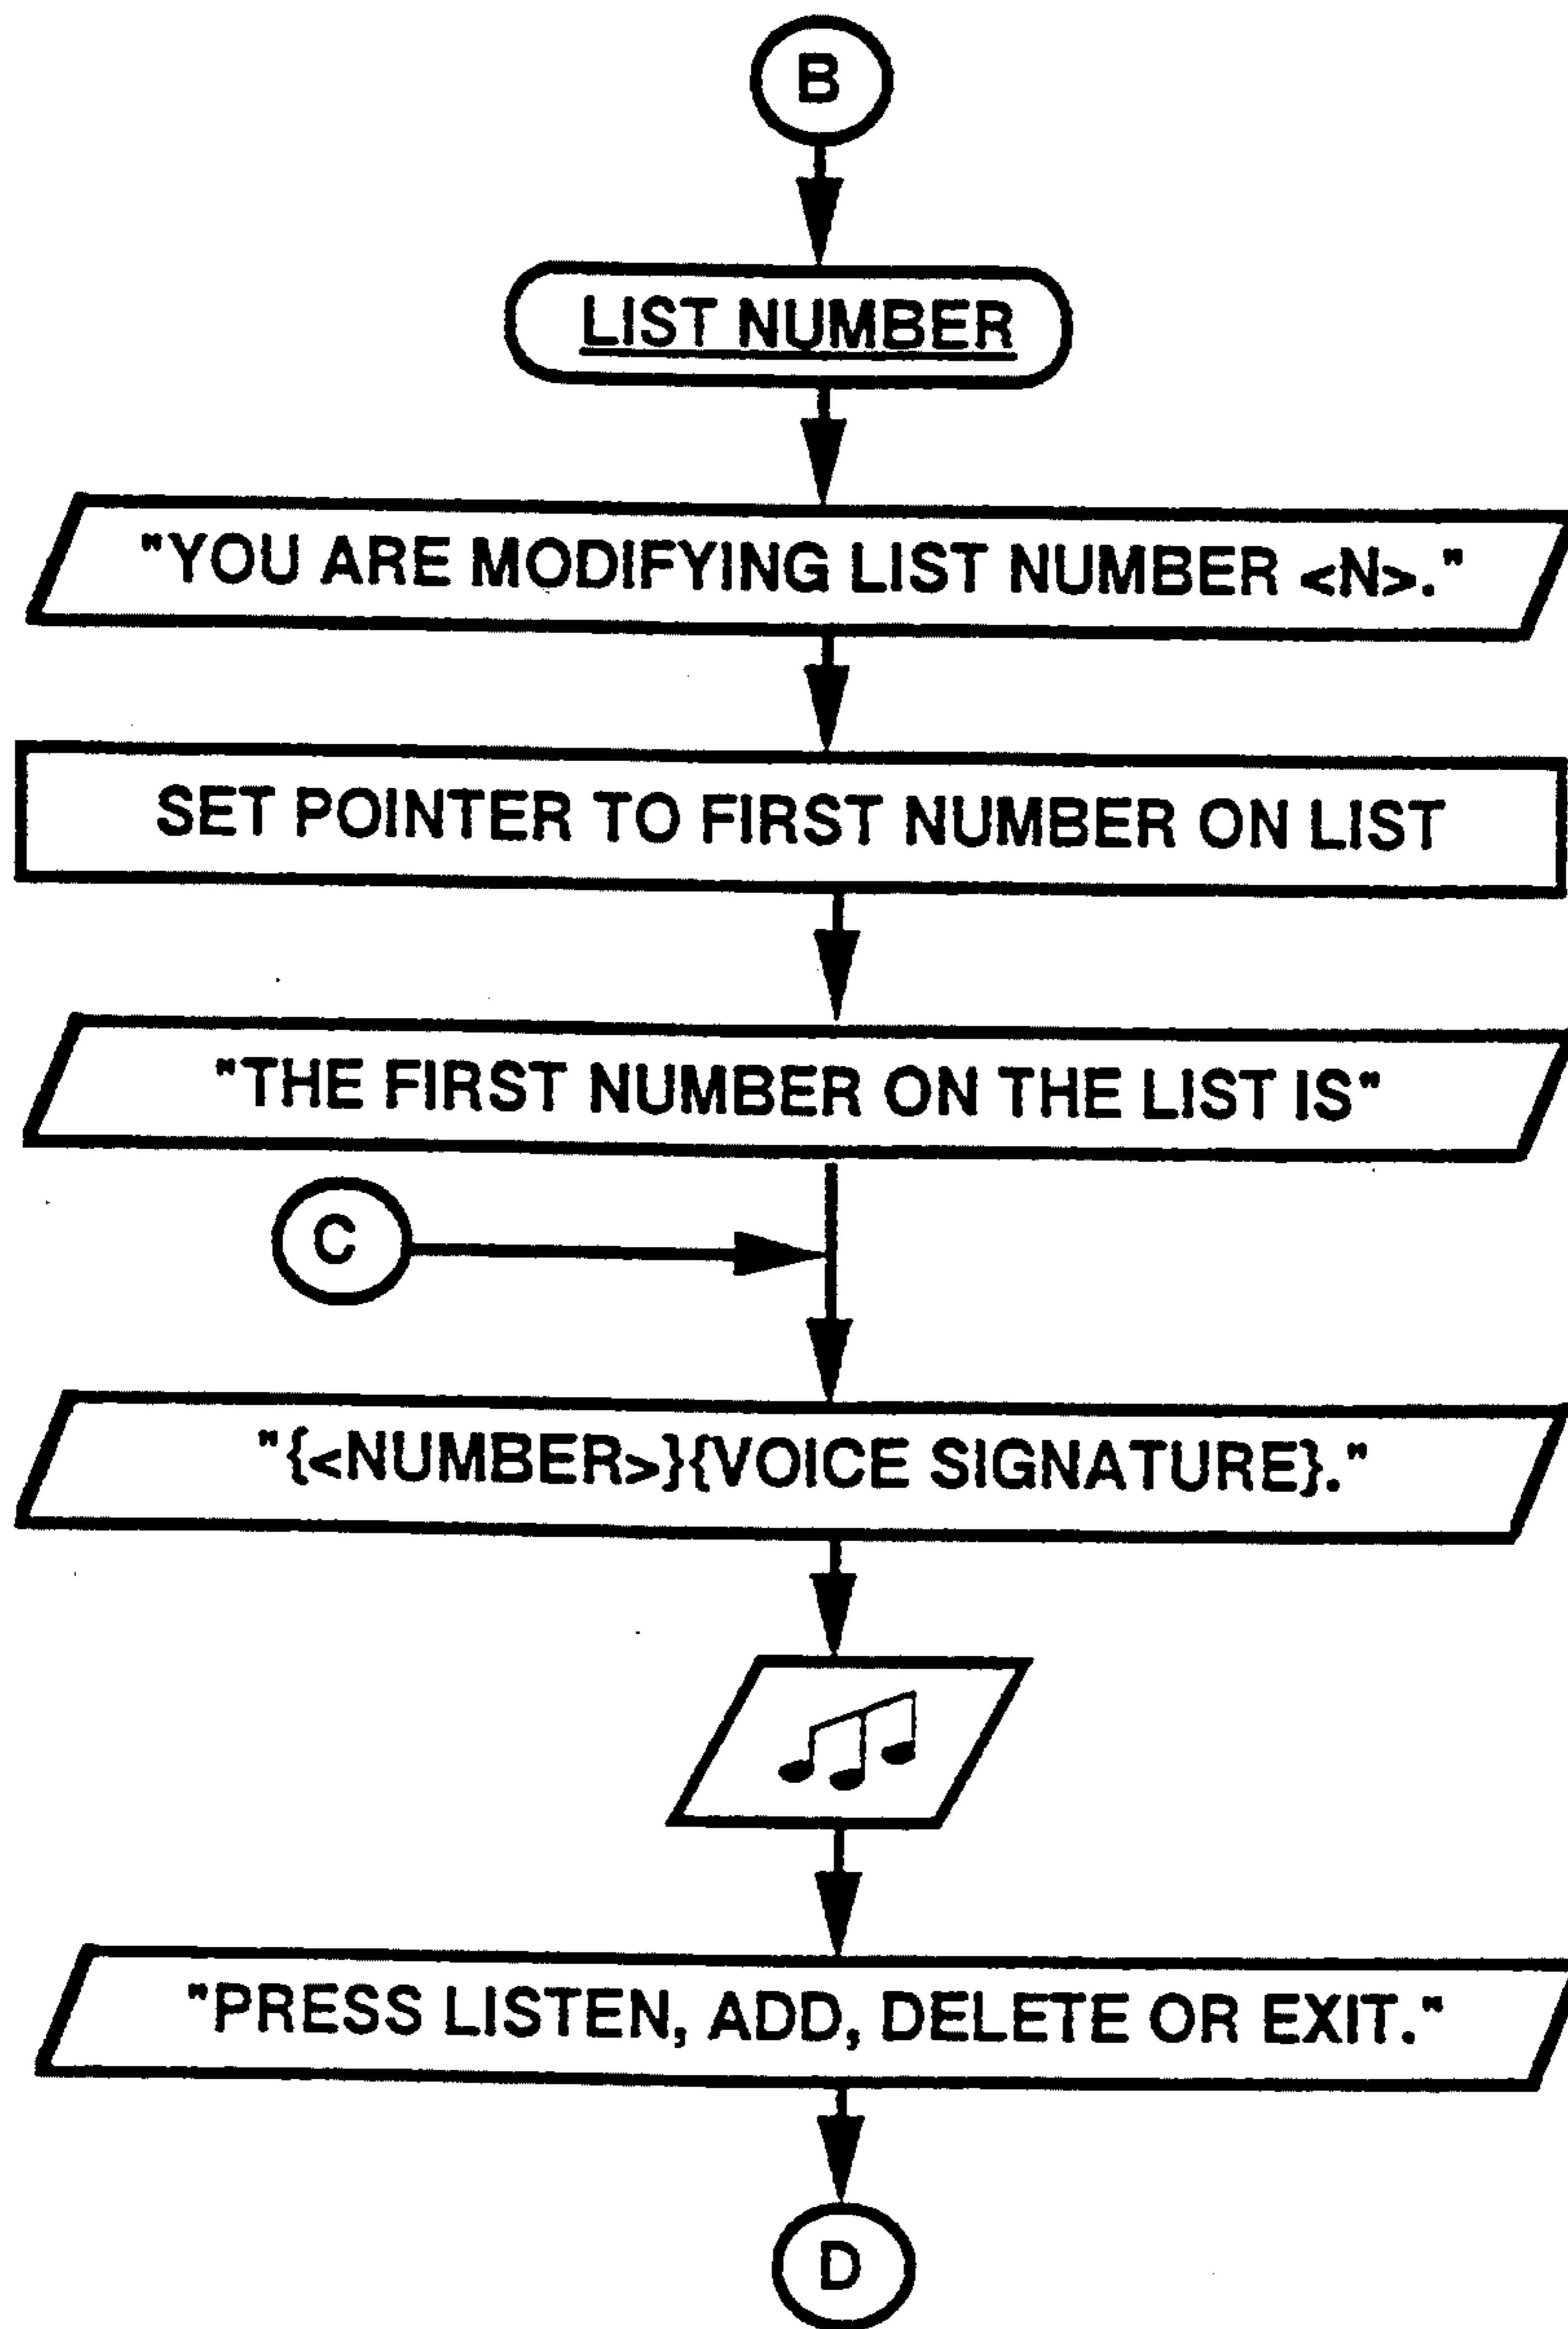 B
LIST NUMBER
"YOU ARE MODIFYING LIST NUMBER <N>."
SET POINTER TO FIRST NUMBER ON LIST
"THE FIRST NUMBER ON THE LIST IS"
C
"{<NUMBER>}{VOICE SIGNATURE}."
"PRESS LISTEN, ADD, DELETE OR EXIT."
D